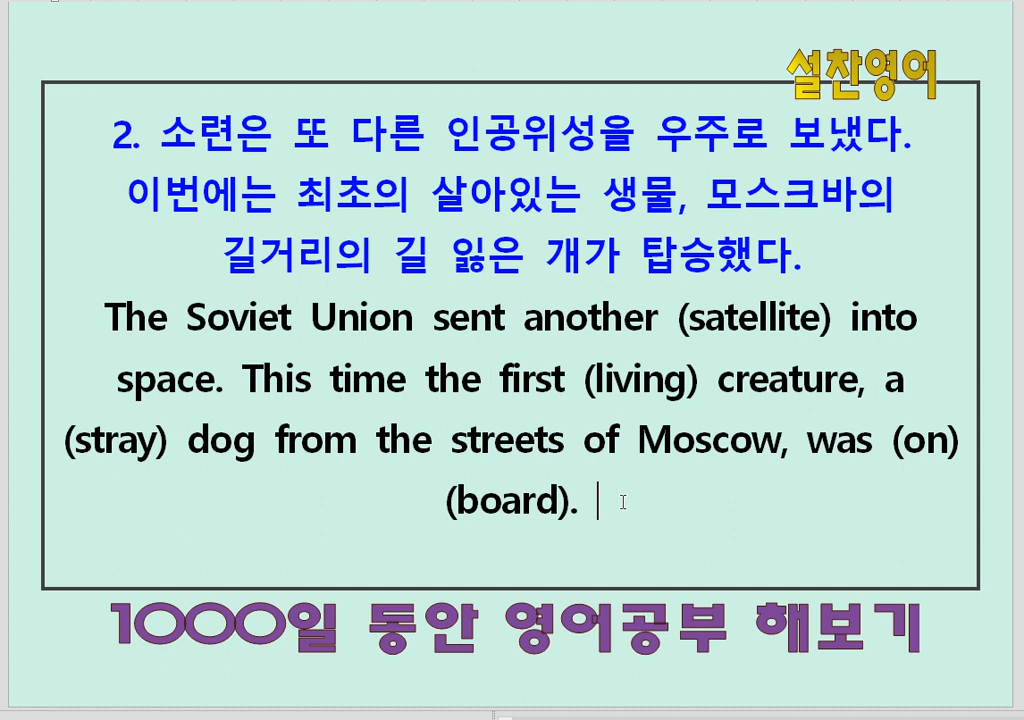 설찬영어
2. 소련은 또 다른 인공위성을 우주로 보냈다.
이번에는 최초의 살아있는 생물, 모스크바의
길거리의 길 잃은 개가 탑승했다.
The Soviet Union sent another (satellite) into
space. This time the first (living) creature, a
(stray) dog from the streets of Moscow, was (on)
(board).
1000일 동안 영어공부 해보기